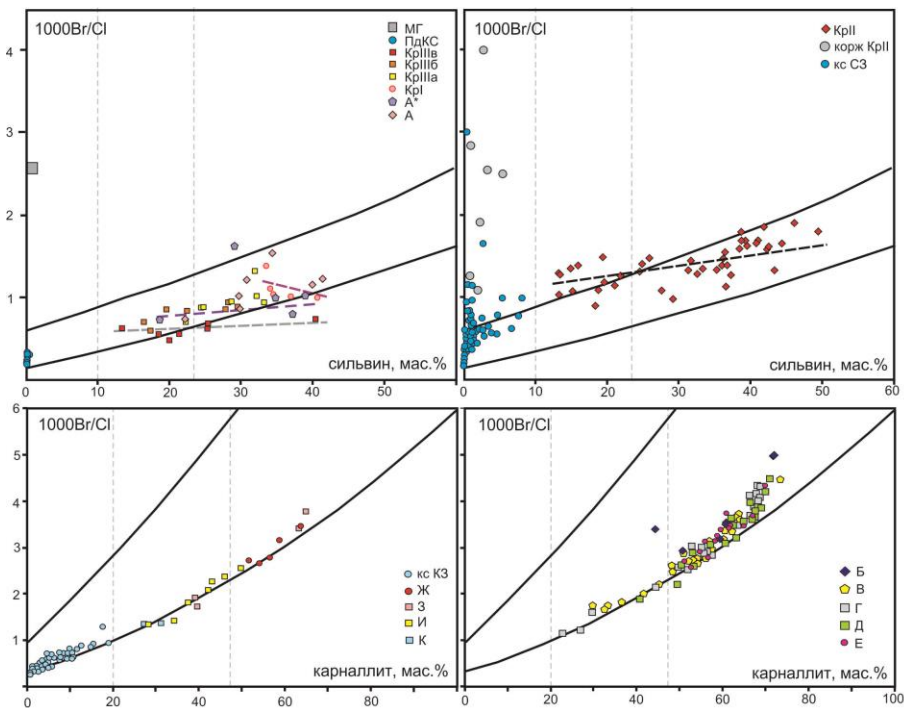 1000Br/Cl
МГ
ПдКС
КрIIIв
КрIIIб
КрIIIа
КрI
А*
А
4
3
2
1
сильвин, мас.%
0 10 20 30 40
1000Br/Cl
КрII
корж КрII
кс СЗ
сильвин, мас.%
0 10 20 30 40 50 60
1000Br/Cl
6
5
4
3
2
1
кс КЗ
Ж
З
И
К
карналлит, мас.%
0 20 40 60 80
1000Br/Cl
Б
В
Г
Д
Е
карналлит, мас.%
0 20 40 60 80 100